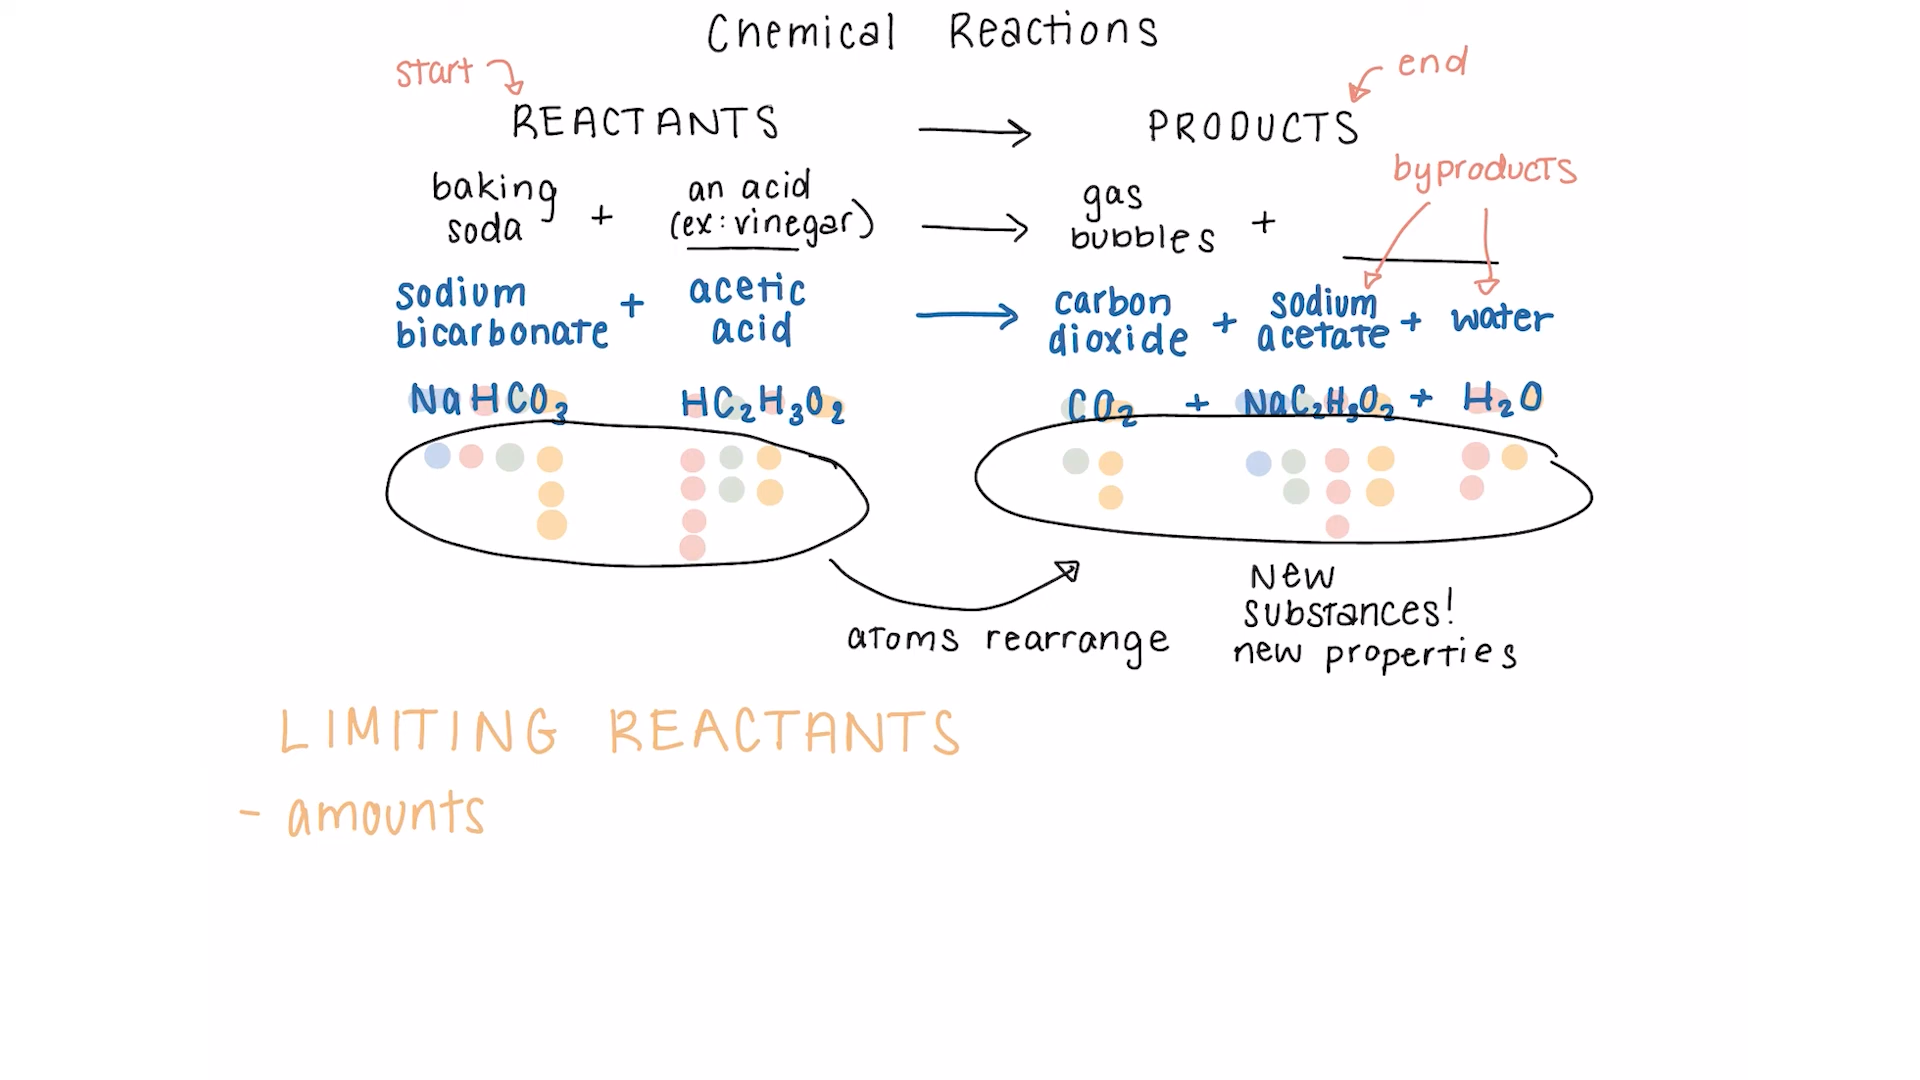 Chemical Reactions
start
end
REACTANTS → PRODUCTS
byproducts
baking soda + an acid (ex: vinegar) → gas bubbles +
sodium bicarbonate + acetic acid → carbon dioxide + sodium acetate + water
NaHCO₃ HC₂H₃O₂ CO₂ + NaC₂H₃O₂ + H₂O
atoms rearrange
New
substances!
new properties
LIMITING REACTANTS
- amounts